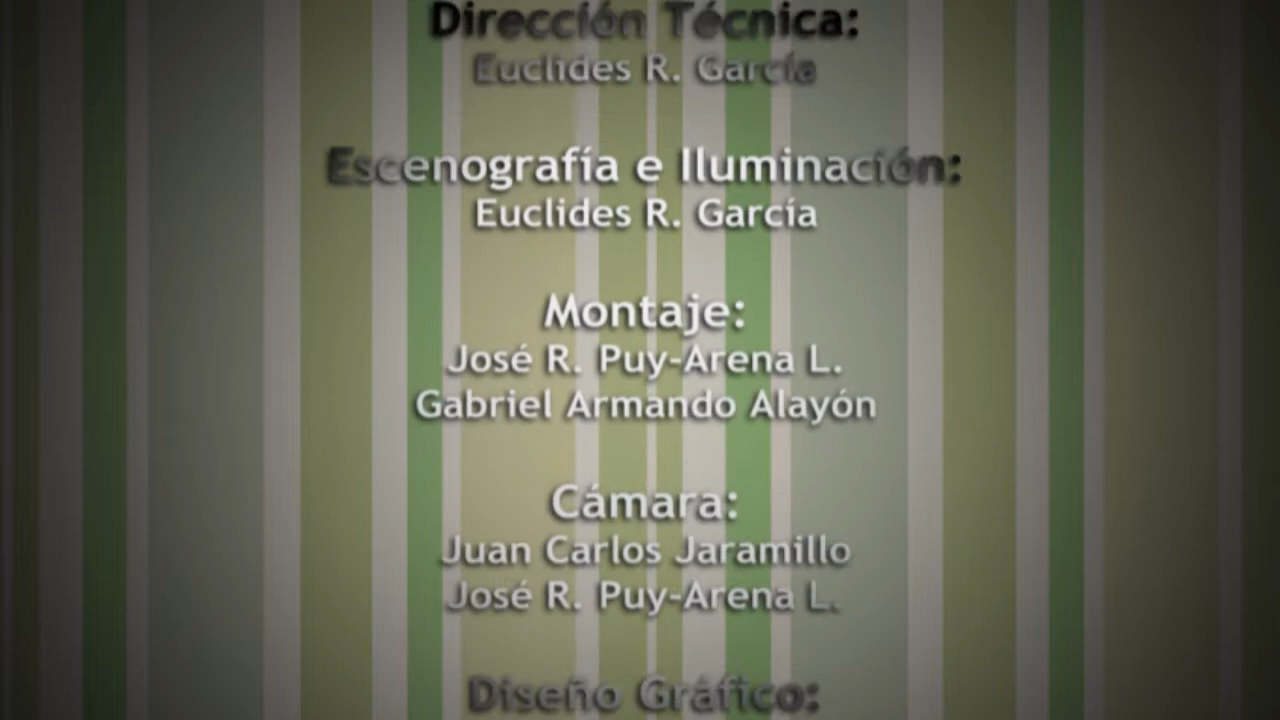 Dirección Técnica:
Euclides R. García
Escenografía e Iluminación:
Euclides R. García
Montaje:
José R. Puy-Arena L.
Gabriel Armando Alayón
Cámara:
Juan Carlos Jaramillo
José R. Puy-Arena L.
Diseño Gráfico: